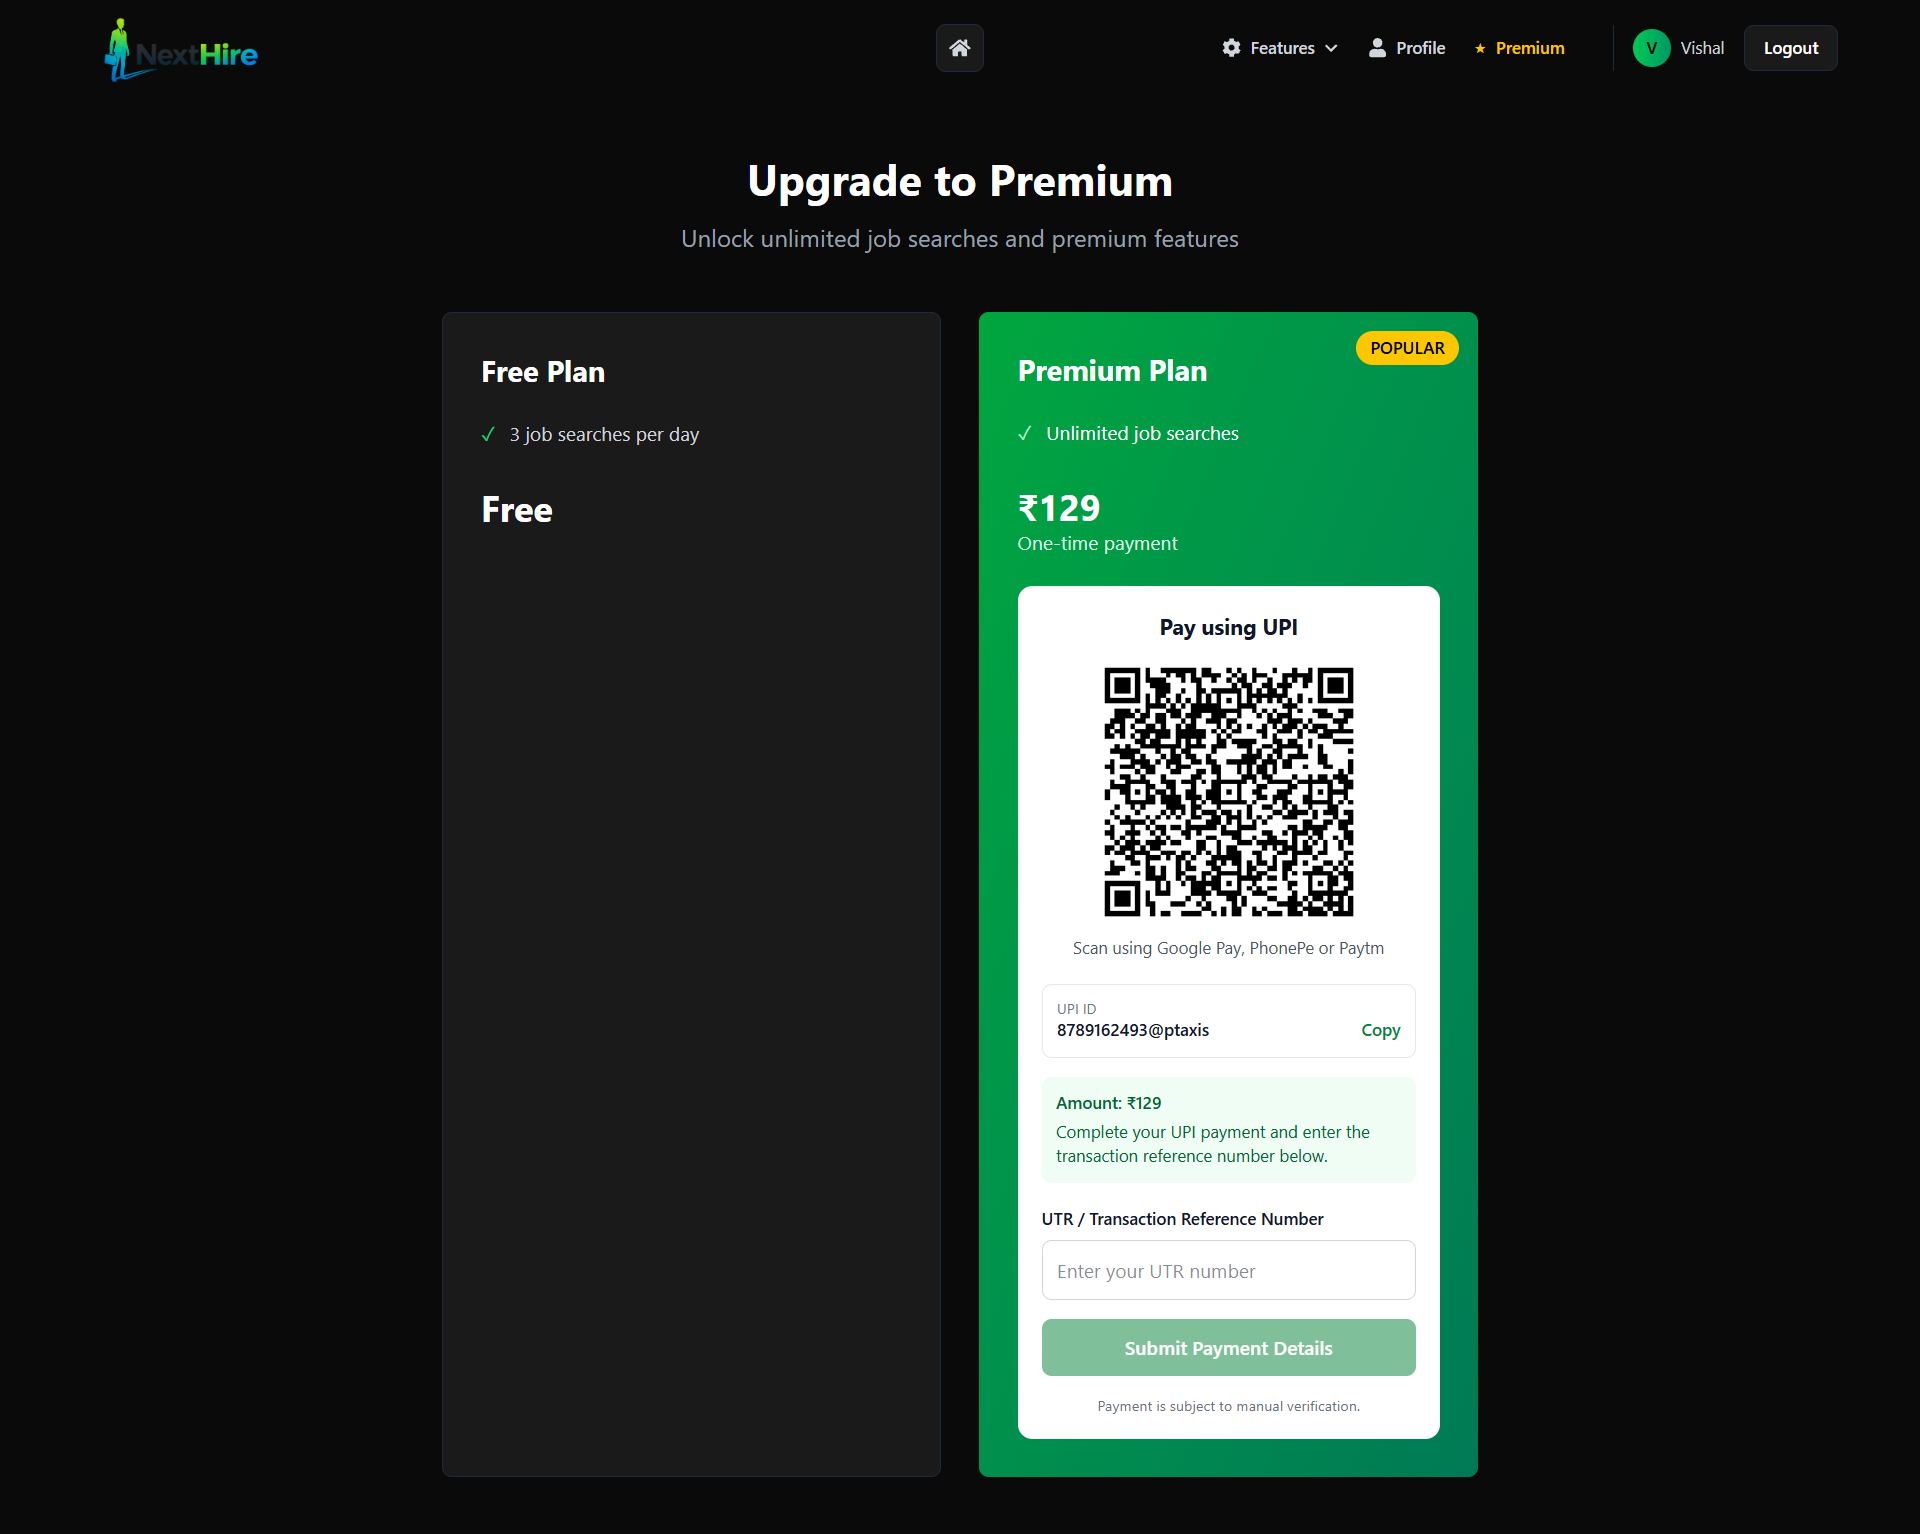 NextHire
Features
Profile
★ Premium
V
Vishal
Logout
Upgrade to Premium
Unlock unlimited job searches and premium features
Free Plan
✓ 3 job searches per day
Free
POPULAR
Premium Plan
✓ Unlimited job searches
₹129
One-time payment
Pay using UPI
Scan using Google Pay, PhonePe or Paytm
UPI ID
8789162493@ptaxis
Copy
Amount: ₹129
Complete your UPI payment and enter the
transaction reference number below.
UTR / Transaction Reference Number
Enter your UTR number
Submit Payment Details
Payment is subject to manual verification.